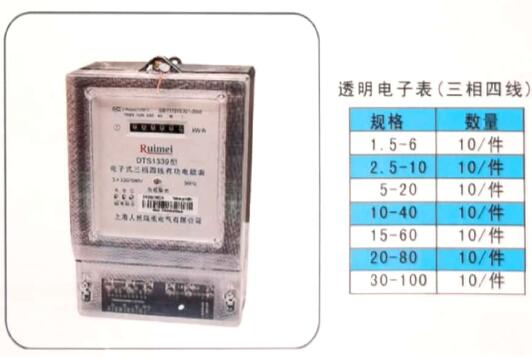 kW·h
Ruimei
DTS1339型
电子式三相四线有功电能表
50Hz
上海人民瑞美电气有限公司
透明电子表(三相四线)
规格 数量
1.5-6 10/件
2.5-10 10/件
5-20 10/件
10-40 10/件
15-60 10/件
20-80 10/件
30-100 10/件